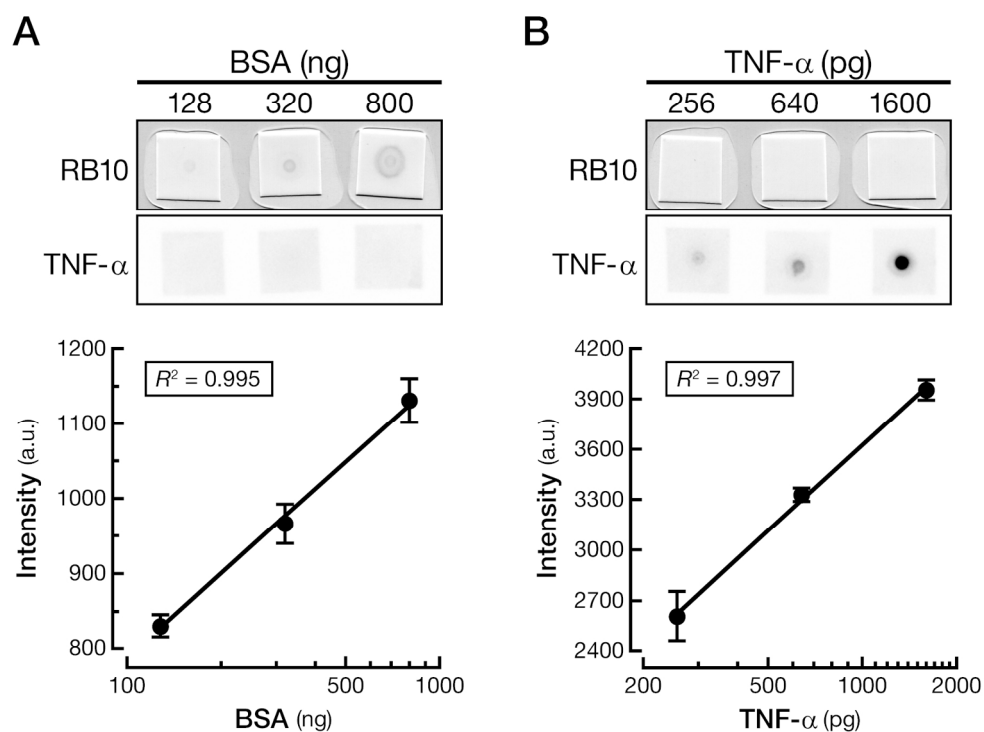 A
BSA (ng)
128 320 800
RB10
TNF-α
1200
1100
1000
900
800
R² = 0.995
Intensity (a.u.)
100 500 1000
BSA (ng)
B
TNF-α (pg)
256 640 1600
RB10
TNF-α
4200
3900
3600
3300
3000
2700
2400
R² = 0.997
Intensity (a.u.)
200 500 1000 2000
TNF-α (pg)